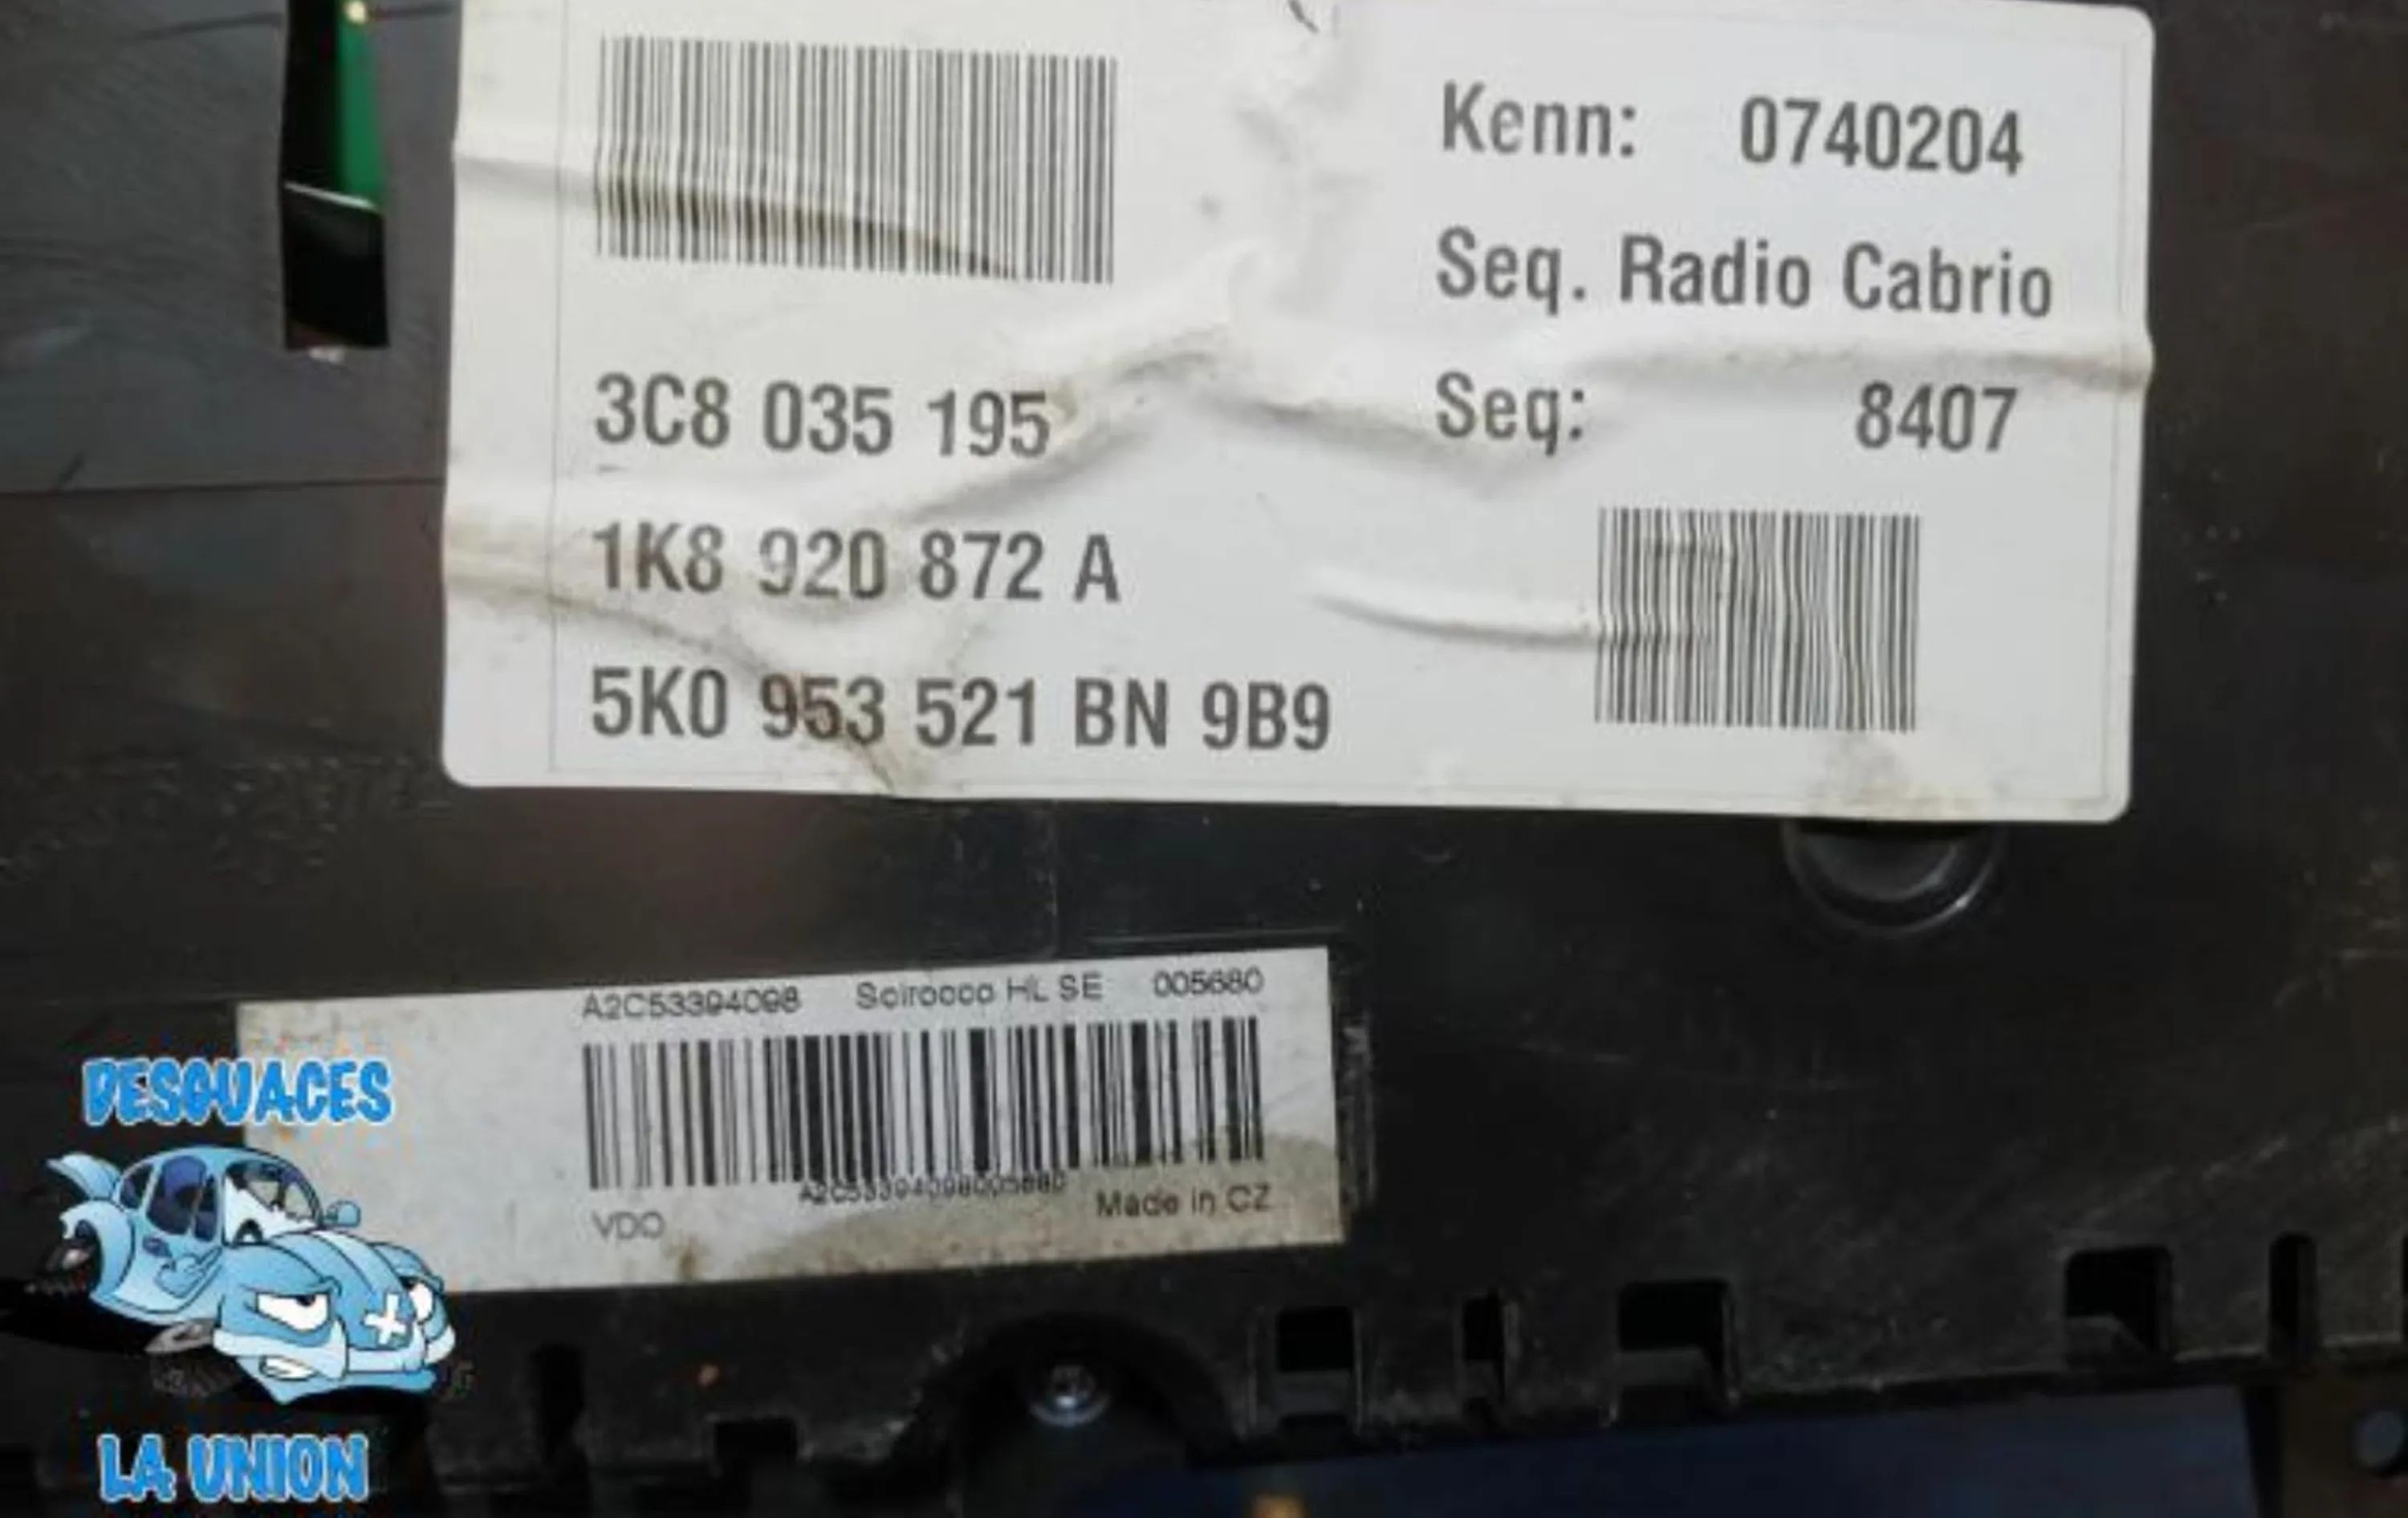 Kenn: 0740204
Seq. Radio Cabrio
3C8 035 195
Seq: 8407
1K8 920 872 A
5K0 953 521 BN 9B9
A2C53394098 Scirocco HL SE 005680
A2C53394098005680
VDO
Made in CZ
DESGUACES
LA UNION